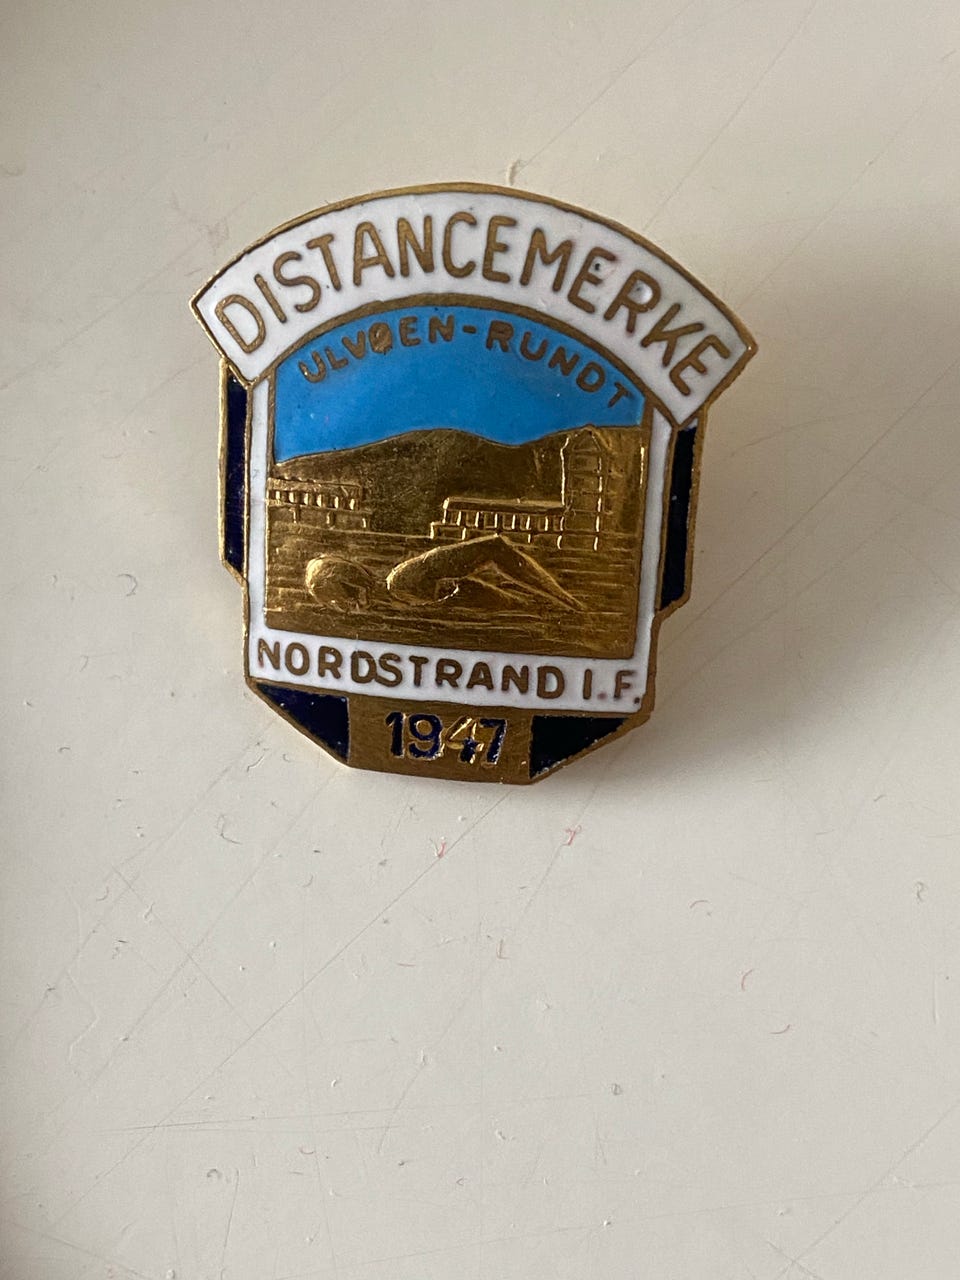 DISTANCEMERKE
ULVØEN-RUNDT
NORDSTRAND I.F.
1947